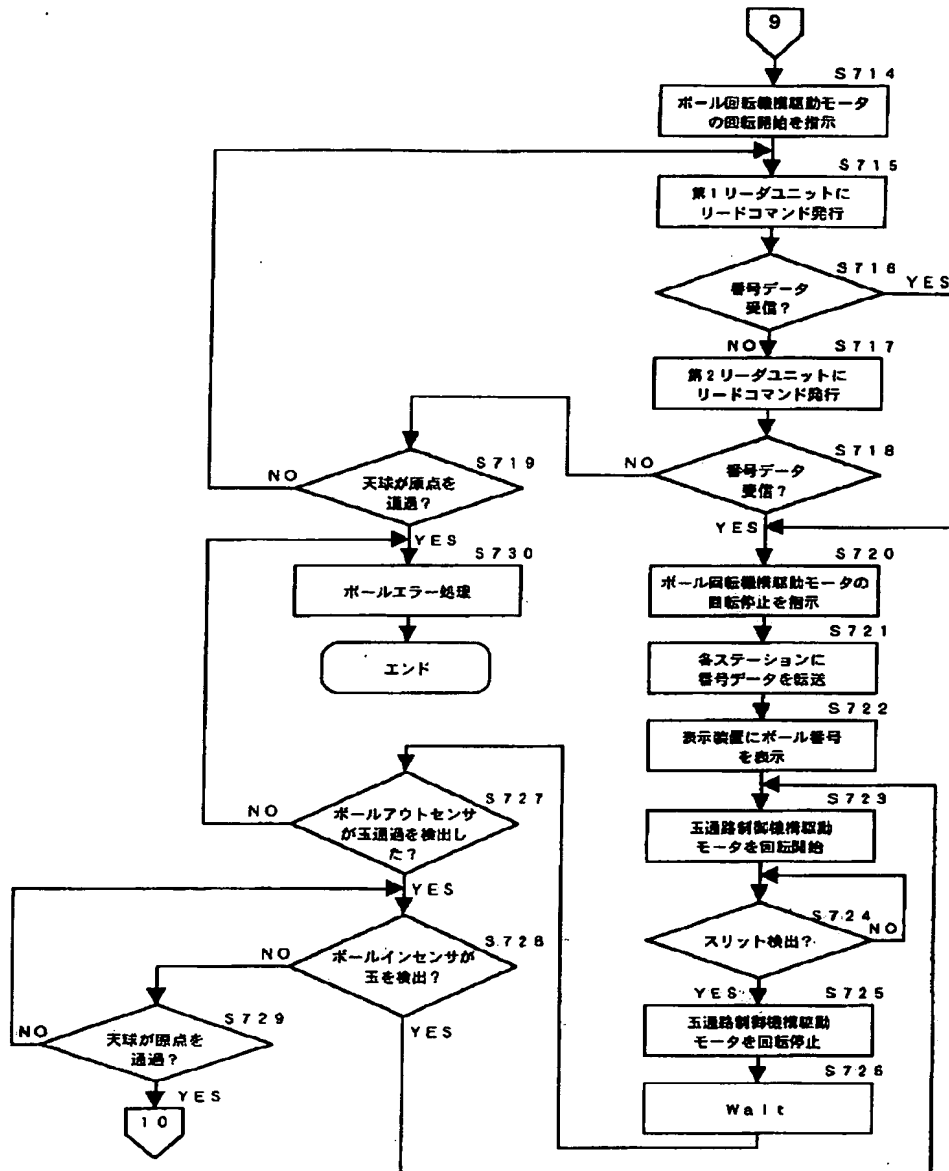 9
S714
ボール回転機構駆動モータ
の回転開始を指示
S715
第1リーダユニットに
リードコマンド発行
S716
番号データ
受信?
YES
NO
S717
第2リーダユニットに
リードコマンド発行
S718
番号データ
受信?
NO
YES
S719
天球が原点を
通過?
NO
YES
S730
ボールエラー処理
エンド
S720
ボール回転機構駆動モータの
回転停止を指示
S721
各ステーションに
番号データを転送
S722
表示装置にボール番号
を表示
S723
玉通路制御機構駆動
モータを回転開始
S724
スリット検出?
NO
YES
S725
玉通路制御機構駆動
モータを回転停止
S726
Wait
S727
ボールアウトセンサ
が玉通過を検出し
た?
NO
YES
S728
ボールインセンサが
玉を検出?
NO
YES
S729
天球が原点を
通過?
NO
YES
10